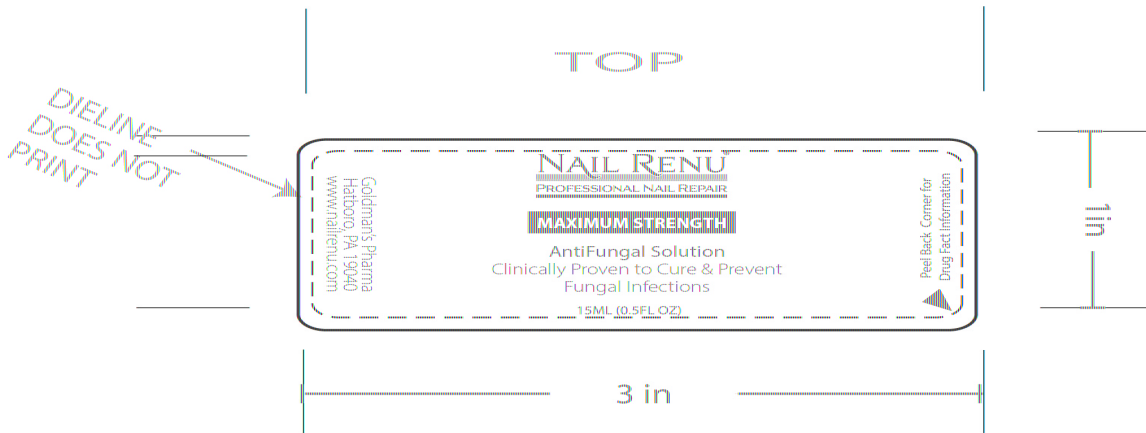 TOP
DIELINE
DOES NOT
PRINT
NAIL RENU
PROFESSIONAL NAIL REPAIR
MAXIMUM STRENGTH
AntiFungal Solution
Clinically Proven to Cure & Prevent
Fungal Infections
15ML (0.5FL OZ)
Goldman's Pharma
Hatboro, PA 19040
www.nailrenu.com
Peel Back Corner for
Drug Fact Information
1in
3 in